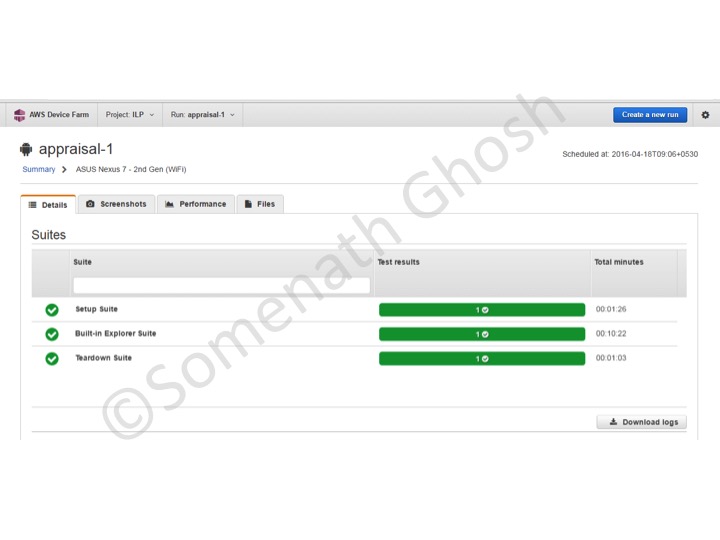 AWS Device Farm Project: ILP Run: appraisal-1 Create a new run
appraisal-1
Scheduled at: 2016-04-18T09:06+0530
Summary ASUS Nexus 7 - 2nd Gen (WiFi)
Details Screenshots Performance Files
Suites
Suite Test results Total minutes
Setup Suite 1 00:01:26
Built-in Explorer Suite 1 00:10:22
Teardown Suite 1 00:01:03
Download logs
©Somenath Ghosh